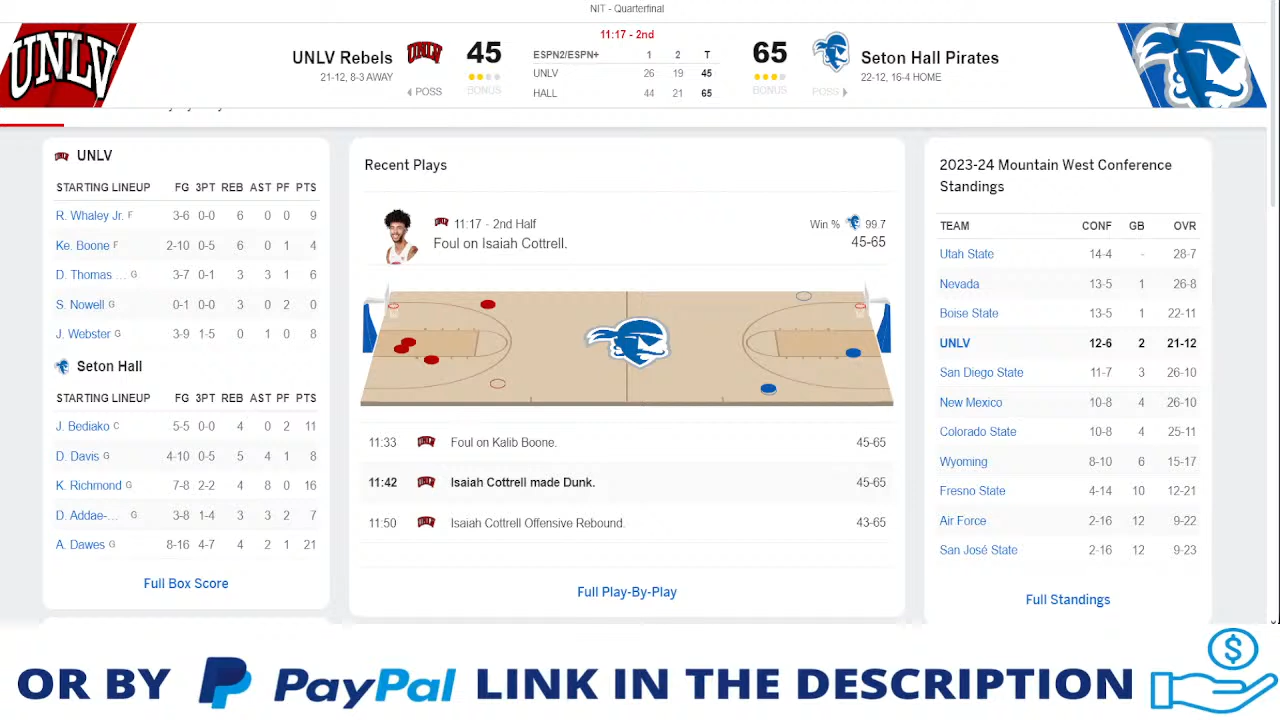 NIT - Quarterfinal
UNLV
UNLV Rebels
21-12, 8-3 AWAY
UNLV
45
BONUS
POSS
11:17 - 2nd
ESPN2/ESPN+ 1 2 T
UNLV 26 19 45
HALL 44 21 65
65
BONUS
POSS
Seton Hall Pirates
22-12, 16-4 HOME
UNLV
STARTING LINEUP FG 3PT REB AST PF PTS
R. Whaley Jr. F 3-6 0-0 6 0 0 9
Ke. Boone F 2-10 0-5 6 0 1 4
D. Thomas ... G 3-7 0-1 3 3 1 6
S. Nowell G 0-1 0-0 3 0 2 0
J. Webster G 3-9 1-5 0 1 0 8
Seton Hall
STARTING LINEUP FG 3PT REB AST PF PTS
J. Bediako C 5-5 0-0 4 0 2 11
D. Davis G 4-10 0-5 5 4 1 8
K. Richmond G 7-8 2-2 4 8 0 16
D. Addae-... G 3-8 1-4 3 3 2 7
A. Dawes G 8-16 4-7 4 2 1 21
Full Box Score
Recent Plays
11:17 - 2nd Half
Foul on Isaiah Cottrell.
Win % 99.7
45-65
11:33 UNLV Foul on Kalib Boone. 45-65
11:42 UNLV Isaiah Cottrell made Dunk. 45-65
11:50 UNLV Isaiah Cottrell Offensive Rebound. 43-65
Full Play-By-Play
2023-24 Mountain West Conference
Standings
TEAM CONF GB OVR
Utah State 14-4 - 28-7
Nevada 13-5 1 26-8
Boise State 13-5 1 22-11
UNLV 12-6 2 21-12
San Diego State 11-7 3 26-10
New Mexico 10-8 4 26-10
Colorado State 10-8 4 25-11
Wyoming 8-10 6 15-17
Fresno State 4-14 10 12-21
Air Force 2-16 12 9-22
San José State 2-16 12 9-23
Full Standings
OR BY PayPal LINK IN THE DESCRIPTION
$